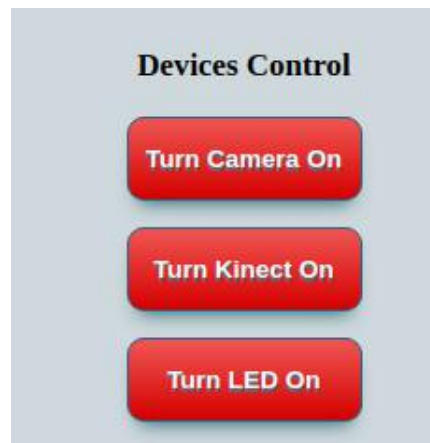 Devices Control
Turn Camera On
Turn Kinect On
Turn LED On